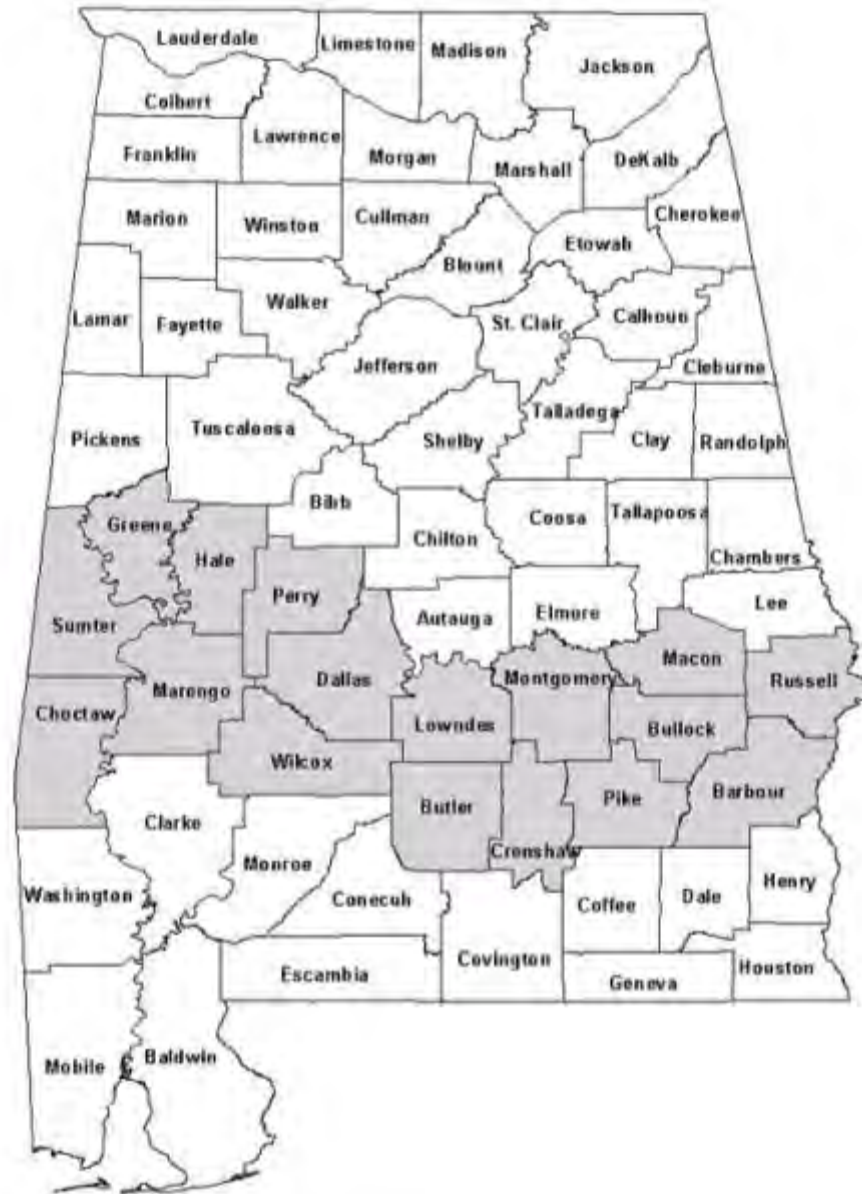 Lauderdale
Limestone
Madison
Jackson
Colbert
Lawrence
Franklin
Morgan
Marshall
DeKalb
Cherokee
Marion
Winston
Cullman
Blount
Etowah
Lamar
Fayette
Walker
Jefferson
St. Clair
Calhoun
Cleburne
Pickens
Tuscaloosa
Shelby
Talladega
Clay
Randolph
Bibb
Chilton
Coosa
Tallapoosa
Chambers
Greene
Hale
Perry
Autauga
Elmore
Lee
Sumter
Marengo
Dallas
Lowndes
Montgomery
Macon
Russell
Choctaw
Wilcox
Bullock
Butler
Crenshaw
Pike
Barbour
Clarke
Monroe
Conecuh
Coffee
Dale
Henry
Washington
Escambia
Covington
Geneva
Houston
Mobile
Baldwin